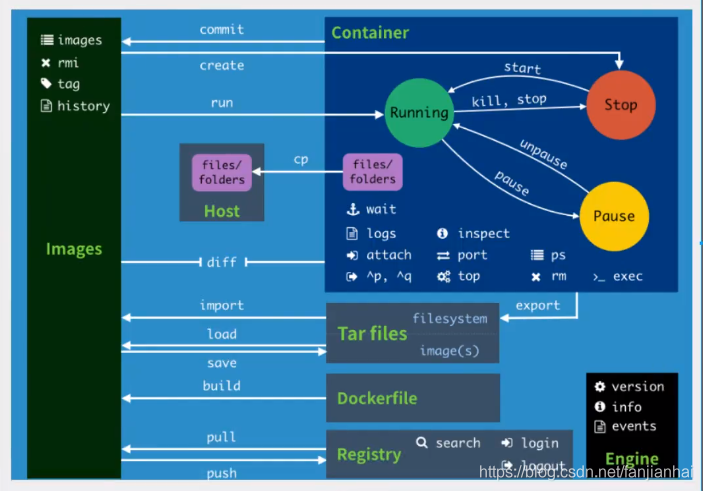 commit
Container
images
rmi
create
tag
start
history
run
Running
kill, stop
Stop
unpause
files/
folders
cp
files/
folders
pause
Host
wait
Pause
logs
inspect
Images
attach
port
ps
diff
^p, ^q
top
rm
>_ exec
import
filesystem
export
load
Tar files
image(s)
save
build
Dockerfile
version
info
events
pull
Registry
search
login
logout
push
Engine
https://blog.csdn.net/fanjianhai